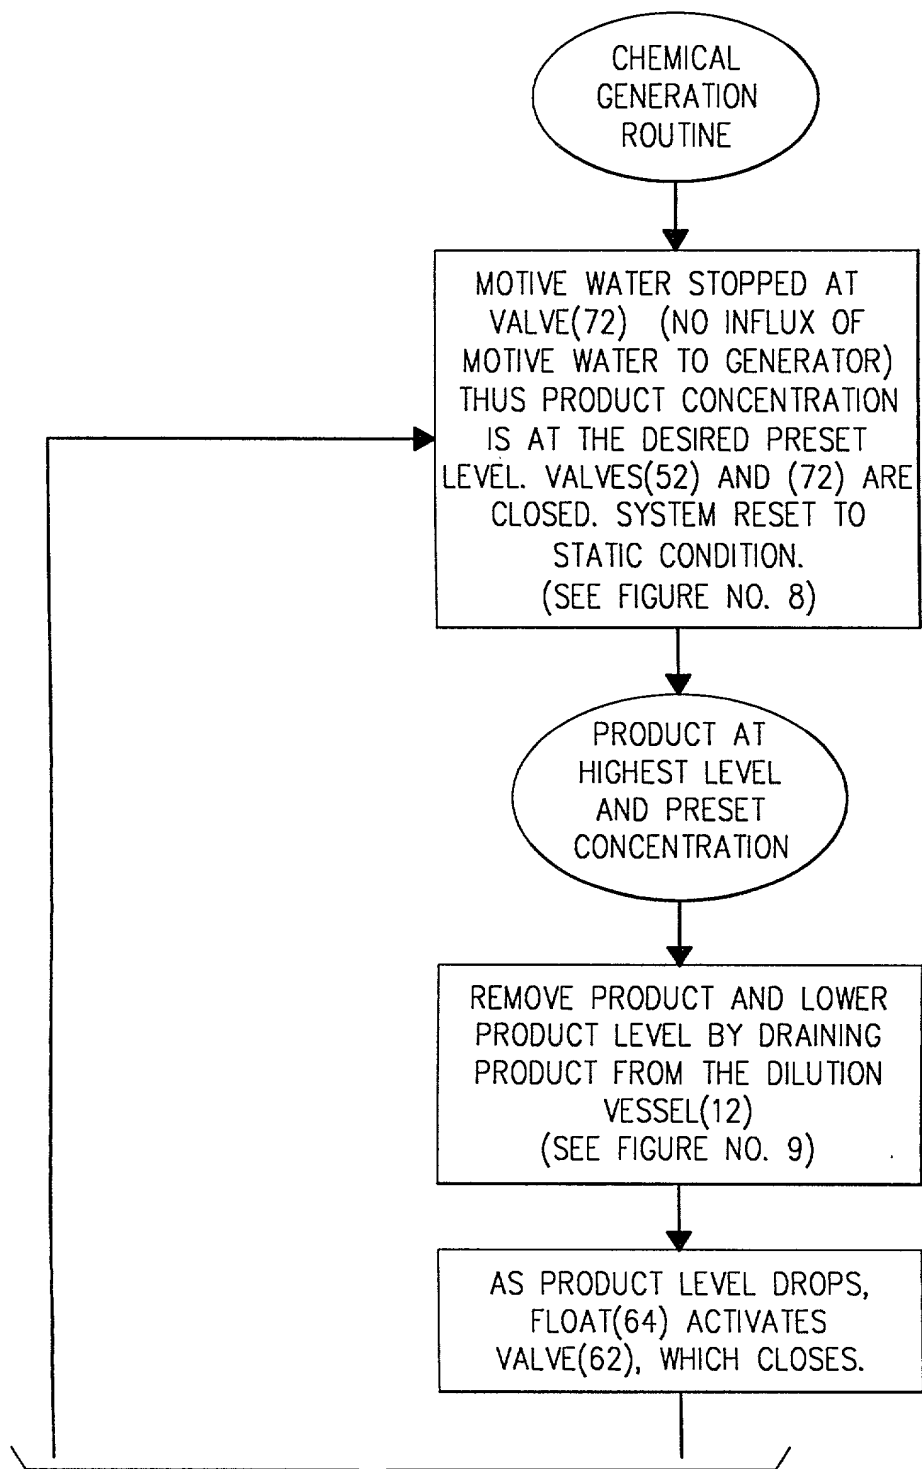 CHEMICAL
GENERATION
ROUTINE
MOTIVE WATER STOPPED AT
VALVE(72) (NO INFLUX OF
MOTIVE WATER TO GENERATOR)
THUS PRODUCT CONCENTRATION
IS AT THE DESIRED PRESET
LEVEL. VALVES(52) AND (72) ARE
CLOSED. SYSTEM RESET TO
STATIC CONDITION.
(SEE FIGURE NO. 8)
PRODUCT AT
HIGHEST LEVEL
AND PRESET
CONCENTRATION
REMOVE PRODUCT AND LOWER
PRODUCT LEVEL BY DRAINING
PRODUCT FROM THE DILUTION
VESSEL(12)
(SEE FIGURE NO. 9)
AS PRODUCT LEVEL DROPS,
FLOAT(64) ACTIVATES
VALVE(62), WHICH CLOSES.